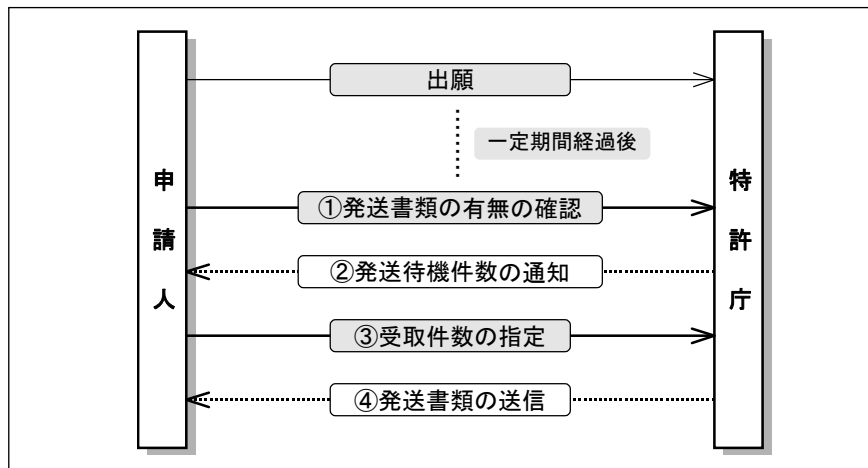 出願
一定期間経過後
申請人
特許庁
①発送書類の有無の確認
②発送待機件数の通知
③受取件数の指定
④発送書類の送信